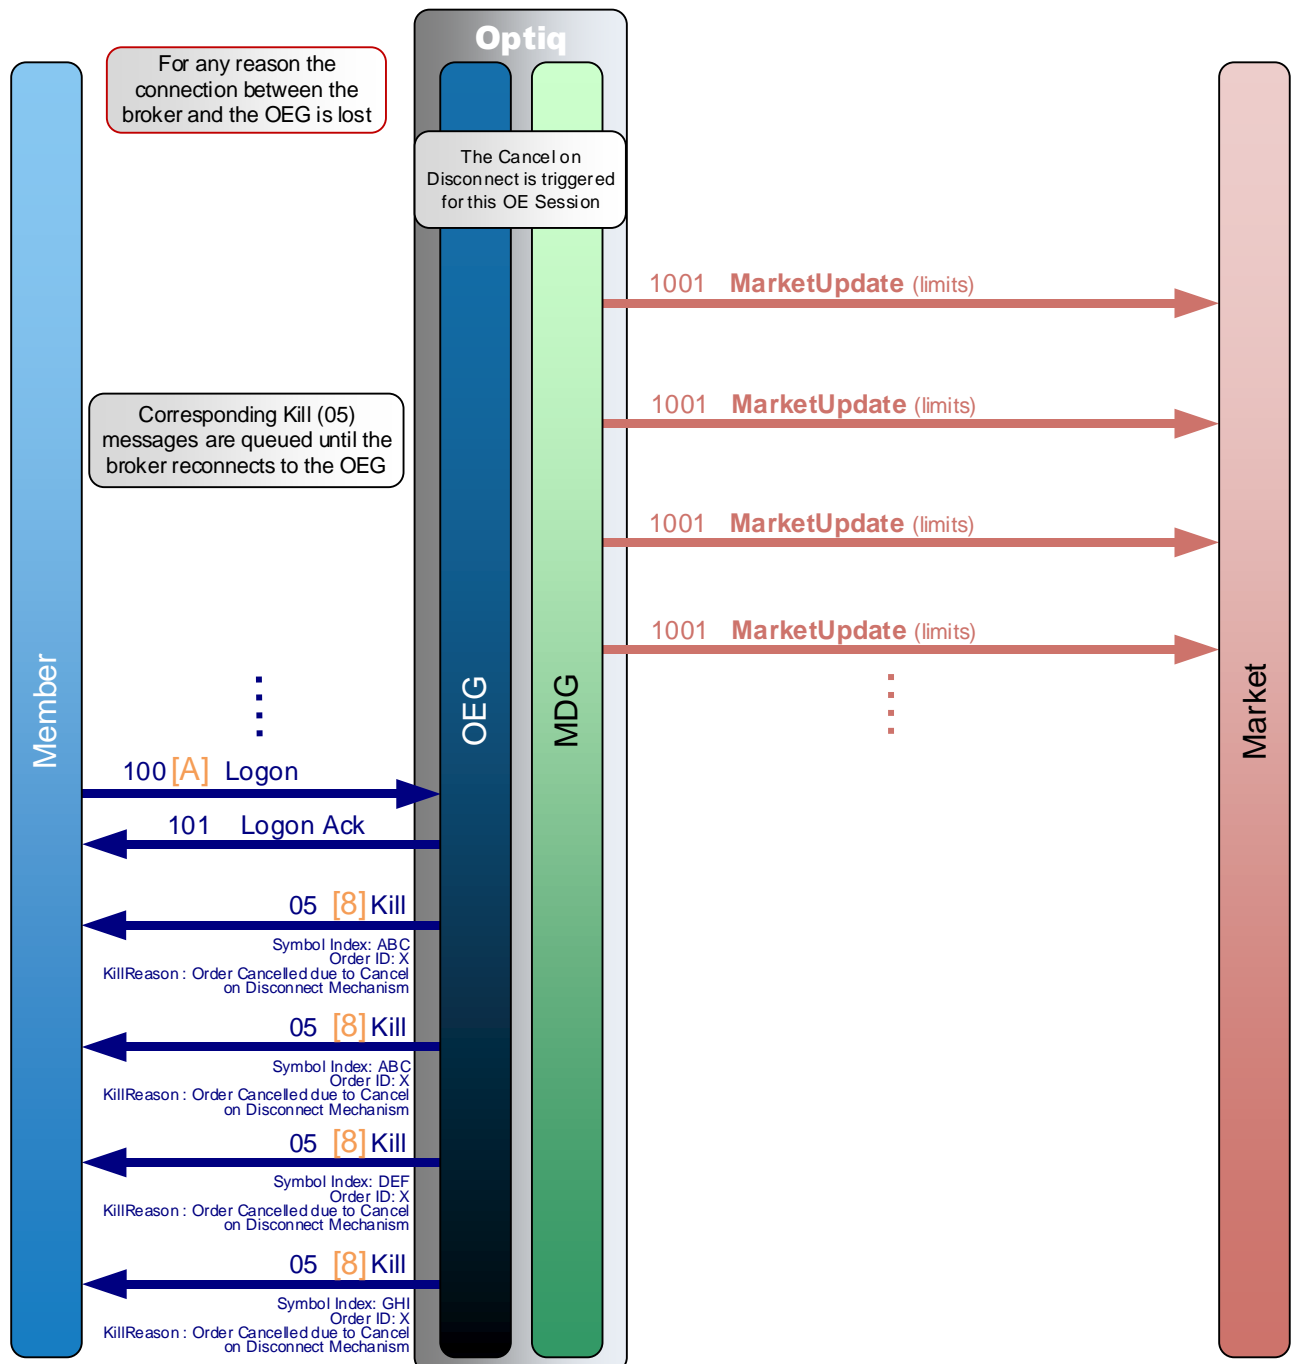 Optiq
For any reason the
connection between the
broker and the OEG is lost
The Cancel on
Disconnect is triggered
for this OE Session
1001 MarketUpdate (limits)
1001 MarketUpdate (limits)
Corresponding Kill (05)
messages are queued until the
broker reconnects to the OEG
1001 MarketUpdate (limits)
1001 MarketUpdate (limits)
Member
OEG
MDG
Market
100 [A] Logon
101 Logon Ack
05 [8] Kill
Symbol Index: ABC
Order ID: X
KillReason : Order Cancelled due to Cancel
on Disconnect Mechanism
05 [8] Kill
Symbol Index: ABC
Order ID: X
KillReason : Order Cancelled due to Cancel
on Disconnect Mechanism
05 [8] Kill
Symbol Index: DEF
Order ID: X
KillReason : Order Cancelled due to Cancel
on Disconnect Mechanism
05 [8] Kill
Symbol Index: GHI
Order ID: X
KillReason : Order Cancelled due to Cancel
on Disconnect Mechanism